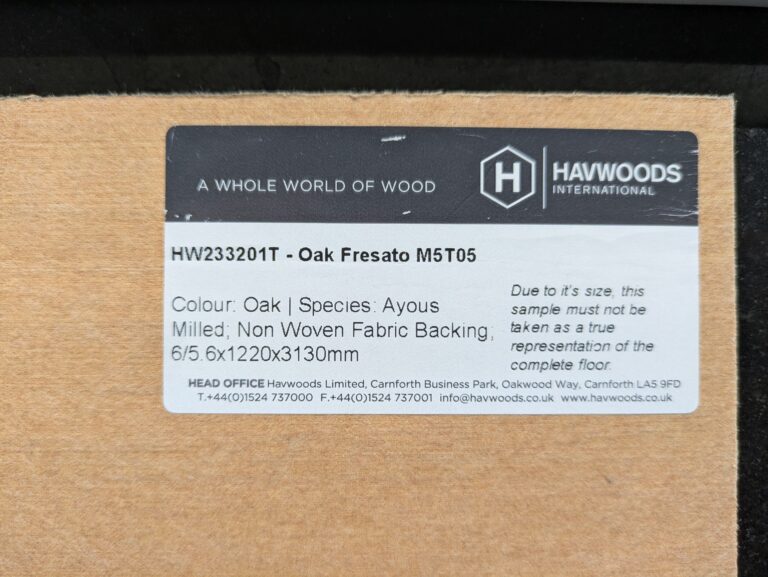 A WHOLE WORLD OF WOOD
H
HAVWOODS
INTERNATIONAL
HW233201T - Oak Fresato M5T05
Colour: Oak | Species: Ayous
Milled; Non Woven Fabric Backing;
6/5.6x1220x3130mm
Due to it's size, this
sample must not be
taken as a true
representation of the
complete floor.
HEAD OFFICE Havwoods Limited, Carnforth Business Park, Oakwood Way, Carnforth LA5 9FD
T.+44(0)1524 737000 F.+44(0)1524 737001 info@havwoods.co.uk www.havwoods.co.uk